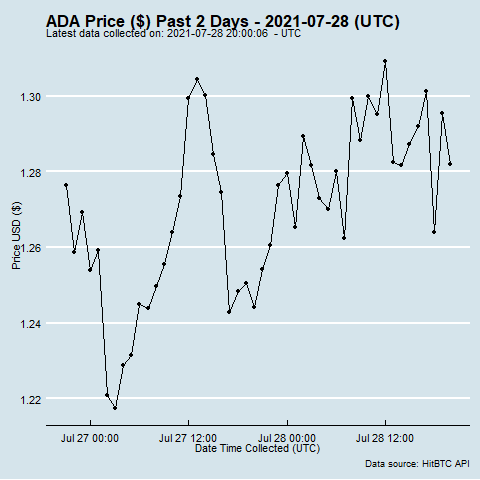 ADA Price ($) Past 2 Days - 2021-07-28 (UTC)
Latest data collected on: 2021-07-28 20:00:06 - UTC
1.30
1.28
1.26
1.24
1.22
Price USD ($)
Jul 27 00:00 Jul 27 12:00 Jul 28 00:00 Jul 28 12:00
Date Time Collected (UTC)
Data source: HitBTC API